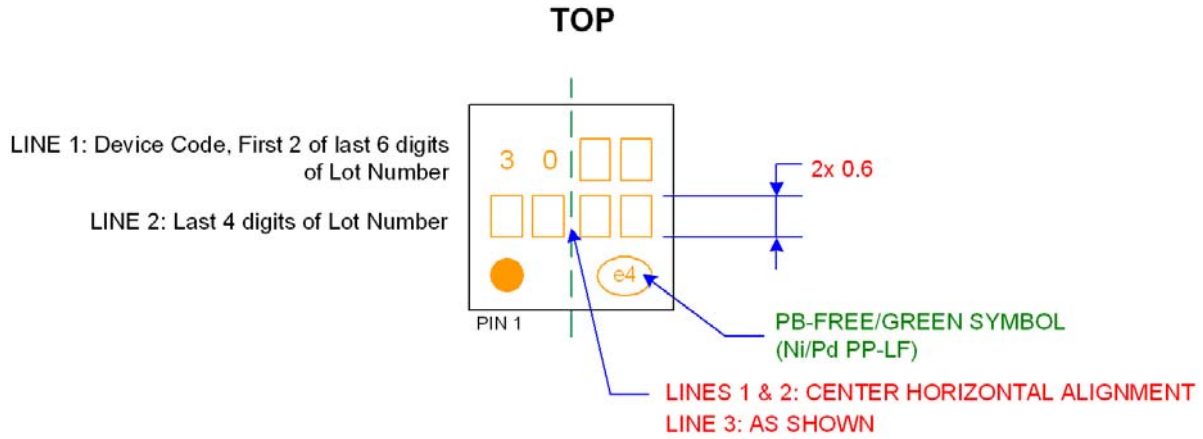 TOP
LINE 1: Device Code, First 2 of last 6 digits
of Lot Number
3 0
2x 0.6
LINE 2: Last 4 digits of Lot Number
e4
PIN 1
PB-FREE/GREEN SYMBOL
(Ni/Pd PP-LF)
LINES 1 & 2: CENTER HORIZONTAL ALIGNMENT
LINE 3: AS SHOWN